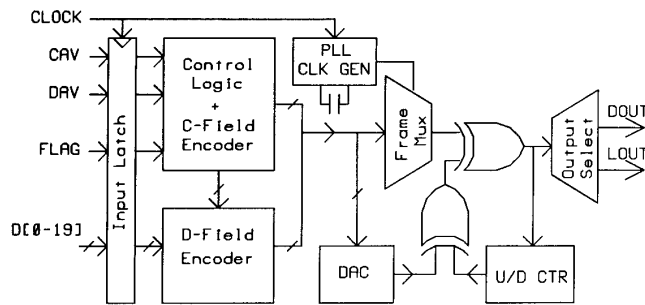 CLOCK
CAV
DAV
FLAG
D[0-19]
Input Latch
Control
Logic
+
C-Field
Encoder
D-Field
Encoder
PLL
CLK GEN
Frame
Mux
DAC
U/D CTR
Output
Select
DOUT
LOUT